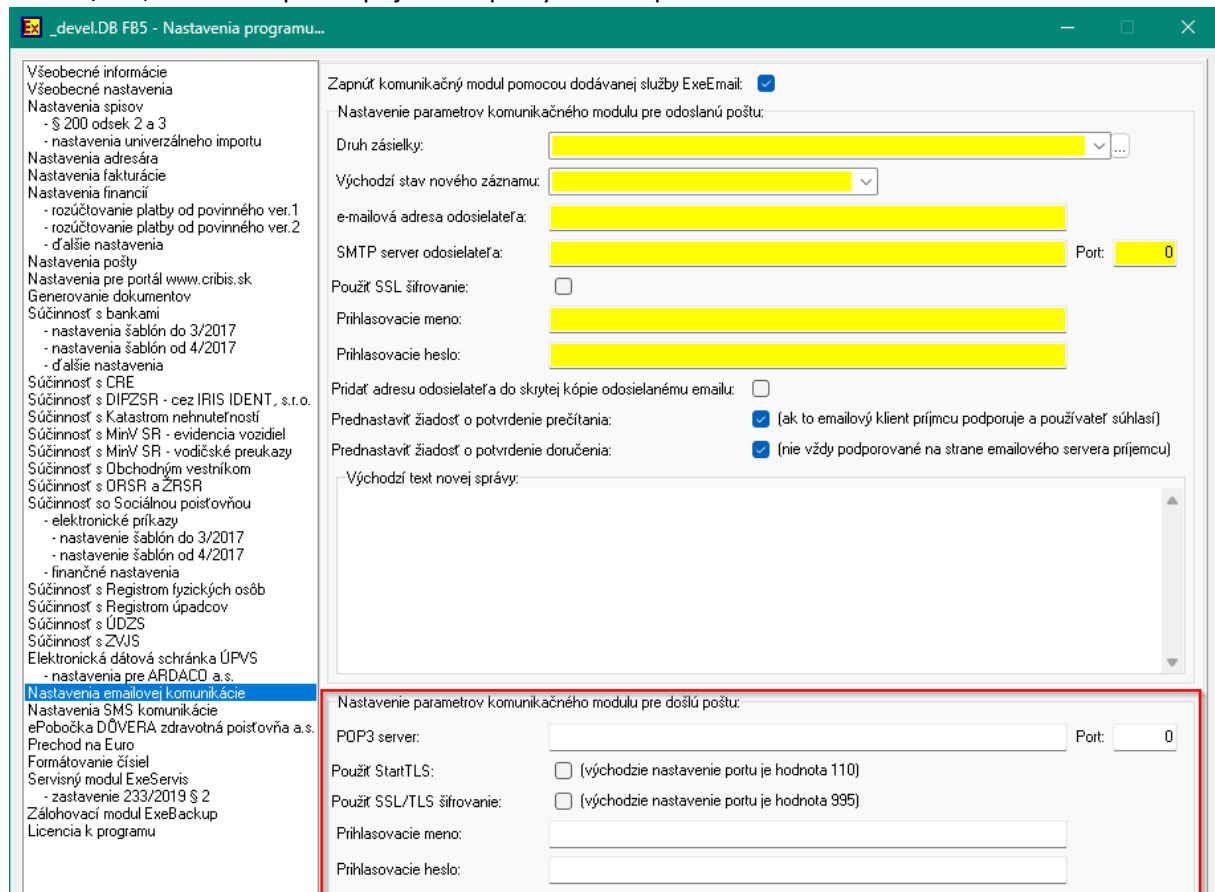 _devel.DB FB5 - Nastavenia programu...
Všeobecné informácie
Všeobecné nastavenia
Nastavenia spisov
- § 200 odsek 2 a 3
- nastavenia univerzálneho importu
Nastavenia adresára
Nastavenia fakturácie
Nastavenia financií
- rozúčtovanie platby od povinného ver.1
- rozúčtovanie platby od povinného ver.2
- ďalšie nastavenia
Nastavenia pošty
Nastavenia pre portál www.cribis.sk
Generovanie dokumentov
Súčinnosť s bankami
- nastavenia šablón do 3/2017
- nastavenia šablón od 4/2017
- ďalšie nastavenia
Súčinnosť s CRE
Súčinnosť s DIPZSR - cez IRIS IDENT, s.r.o.
Súčinnosť s Katastrom nehnuteľností
Súčinnosť s MinV SR - evidencia vozidiel
Súčinnosť s MinV SR - vodičské preukazy
Súčinnosť s Obchodným vestníkom
Súčinnosť s ORSR a ŽRSR
Súčinnosť so Sociálnou poisťovňou
- elektronické príkazy
- nastavenie šablón do 3/2017
- nastavenie šablón od 4/2017
- finančné nastavenia
Súčinnosť s Registrom fyzických osôb
Súčinnosť s Registrom úpadcov
Súčinnosť s ÚDZS
Súčinnosť s ZVJS
Elektronická dátová schránka ÚPVS
- nastavenia pre ARDACO a.s.
Nastavenia emailovej komunikácie
Nastavenia SMS komunikácie
ePobočka DÔVERA zdravotná poisťovňa a.s.
Prechod na Euro
Formátovanie čísiel
Servisný modul ExeServis
- zastavenie 233/2019 § 2
Zálohovací modul ExeBackup
Licencia k programu
Zapnúť komunikačný modul pomocou dodávanej služby ExeEmail:
Nastavenie parametrov komunikačného modulu pre odoslanú poštu:
Druh zásielky:
...
Východzí stav nového záznamu:
e-mailová adresa odosielateľa:
SMTP server odosielateľa: Port: 0
Použiť SSL šifrovanie:
Prihlasovacie meno:
Prihlasovacie heslo:
Pridať adresu odosielateľa do skrytej kópie odosielanému emailu:
Prednastaviť žiadosť o potvrdenie prečítania: (ak to emailový klient príjmcu podporuje a používateľ súhlasí)
Prednastaviť žiadosť o potvrdenie doručenia: (nie vždy podporované na strane emailového servera príjemcu)
Východzí text novej správy:
Nastavenie parametrov komunikačného modulu pre došlú poštu:
POP3 server: Port: 0
Použiť StartTLS: (východzie nastavenie portu je hodnota 110)
Použiť SSL/TLS šifrovanie: (východzie nastavenie portu je hodnota 995)
Prihlasovacie meno:
Prihlasovacie heslo: